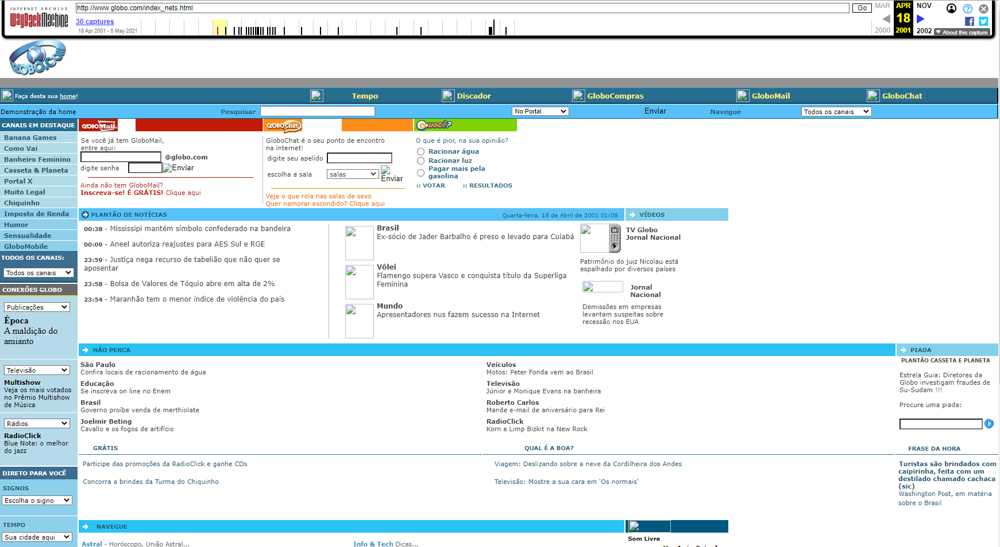 INTERNET ARCHIVE
WayBackMachine
http://www.globo.com/index_nets.html
Go
MAR
APR
NOV
30 captures
18 Apr 2001 - 5 May 2021
18
2000
2001
2002
About this capture
GLOBO.COM
Faça desta sua home!
Tempo
Discador
GloboCompras
GloboMail
GloboChat
Demonstração da home
Pesquisar
No Portal
Enviar
Navegue
Todos os canais
CANAIS EM DESTAQUE
Banana Games
Como Vai
Banheiro Feminino
Casseta & Planeta
Portal X
Muito Legal
Chiquinho
Imposto de Renda
Humor
Sensualidade
GloboMobile
TODOS OS CANAIS:
Todos os canais
CONEXÕES GLOBO
Publicações
Época
A maldição do
amianto
Televisão
Multishow
Veja os mais votados
no Prêmio Multishow
de Música
Rádios
RadioClick
Blue Note: o melhor
do jazz
DIRETO PARA VOCÊ
SIGNOS
Escolha o signo
TEMPO
Sua cidade aqui
GLOBOMail
Se você já tem GloboMail,
entre aqui:
@globo.com
digite senha
Enviar
Ainda não tem GloboMail?
Inscreva-se! É GRÁTIS! Clique aqui
GLOBOChat
GloboChat é o seu ponto de encontro
na internet!
digite seu apelido
escolha a sala
salas
Enviar
Veja o que rola nas salas de sexo
Quer namorar escondido? Clique aqui
e você?
O que é pior, na sua opinião?
Racionar água
Racionar luz
Pagar mais pela
gasolina
:: VOTAR
:: RESULTADOS
PLANTÃO DE NOTÍCIAS
Quarta-feira, 18 de Abril de 2001 01:08
00:38 - Mississipi mantém símbolo confederado na bandeira
00:09 - Aneel autoriza reajustes para AES Sul e RGE
23:59 - Justiça nega recurso de tabelião que não quer se
aposentar
23:58 - Bolsa de Valores de Tóquio abre em alta de 2%
23:54 - Maranhão tem o menor índice de violência do país
Brasil
Ex-sócio de Jader Barbalho é preso e levado para Cuiabá
Vôlei
Flamengo supera Vasco e conquista título da Superliga
Feminina
Mundo
Apresentadores nus fazem sucesso na Internet
VÍDEOS
TV Globo
Jornal Nacional
Patrimônio do juiz Nicolau está
espalhado por diversos países
Jornal
Nacional
Demissões em empresas
levantam suspeitas sobre
recessão nos EUA
NÃO PERCA
São Paulo
Confira locais de racionamento de água
Educação
Se inscreva on line no Enem
Brasil
Governo proíbe venda de merthiolate
Joelmir Beting
Cavallo e os fogos de artifício
Veículos
Motos: Peter Fonda vem ao Brasil
Televisão
Júnior e Monique Evans na banheira
Roberto Carlos
Mande e-mail de aniversário para Rei
RadioClick
Korn e Limp Bizkit na New Rock
PIADA
PLANTÃO CASSETA E PLANETA
Estrela Guia: Diretores da
Globo investigam fraudes de
Su-Sudam !!!
Procure uma piada:
GRÁTIS
Participe das promoções da RadioClick e ganhe CDs
Concorra a brindes da Turma do Chiquinho
QUAL É A BOA?
Viagem: Deslizando sobre a neve da Cordilheira dos Andes
Televisão: Mostre a sua cara em 'Os normais'
FRASE DA HORA
Turistas são brindados com
caipirinha, feita com um
destilado chamado cachaca
(sic)
Washington Post, em matéria
sobre o Brasil
NAVEGUE
Astral - Horóscopo, União Astral...
Info & Tech Dicas...
Som Livre